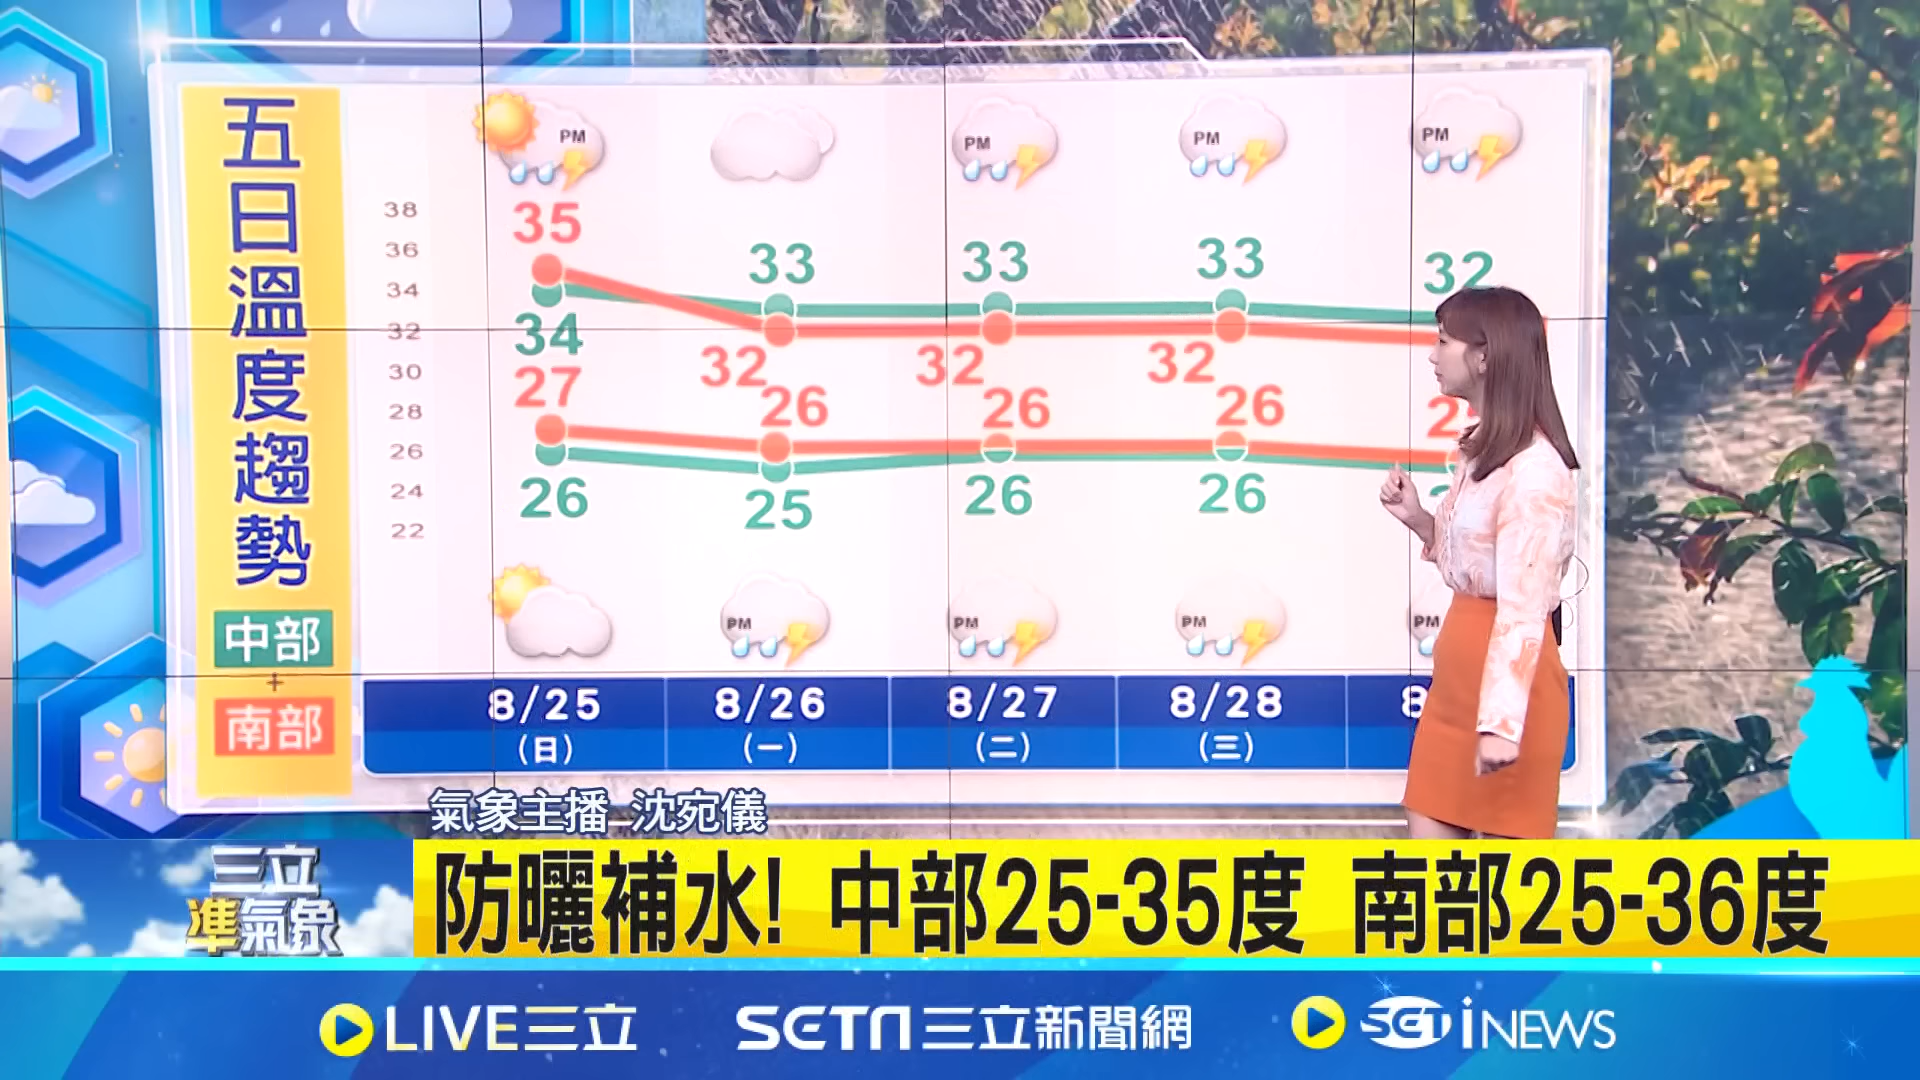 五日溫度趨勢
中部
+
南部
38
36
34
32
30
28
26
24
22
PM
PM
PM
PM
35
33
33
33
32
34
32
32
32
27
26
26
26
26
25
26
26
PM
PM
PM
PM
8/25
8/26
8/27
8/28
(日)
(一)
(二)
(三)
氣象主播 沈宛儀
三立
準氣象
防曬補水! 中部25-35度 南部25-36度
LIVE三立
SETN三立新聞網
SETiNEWS